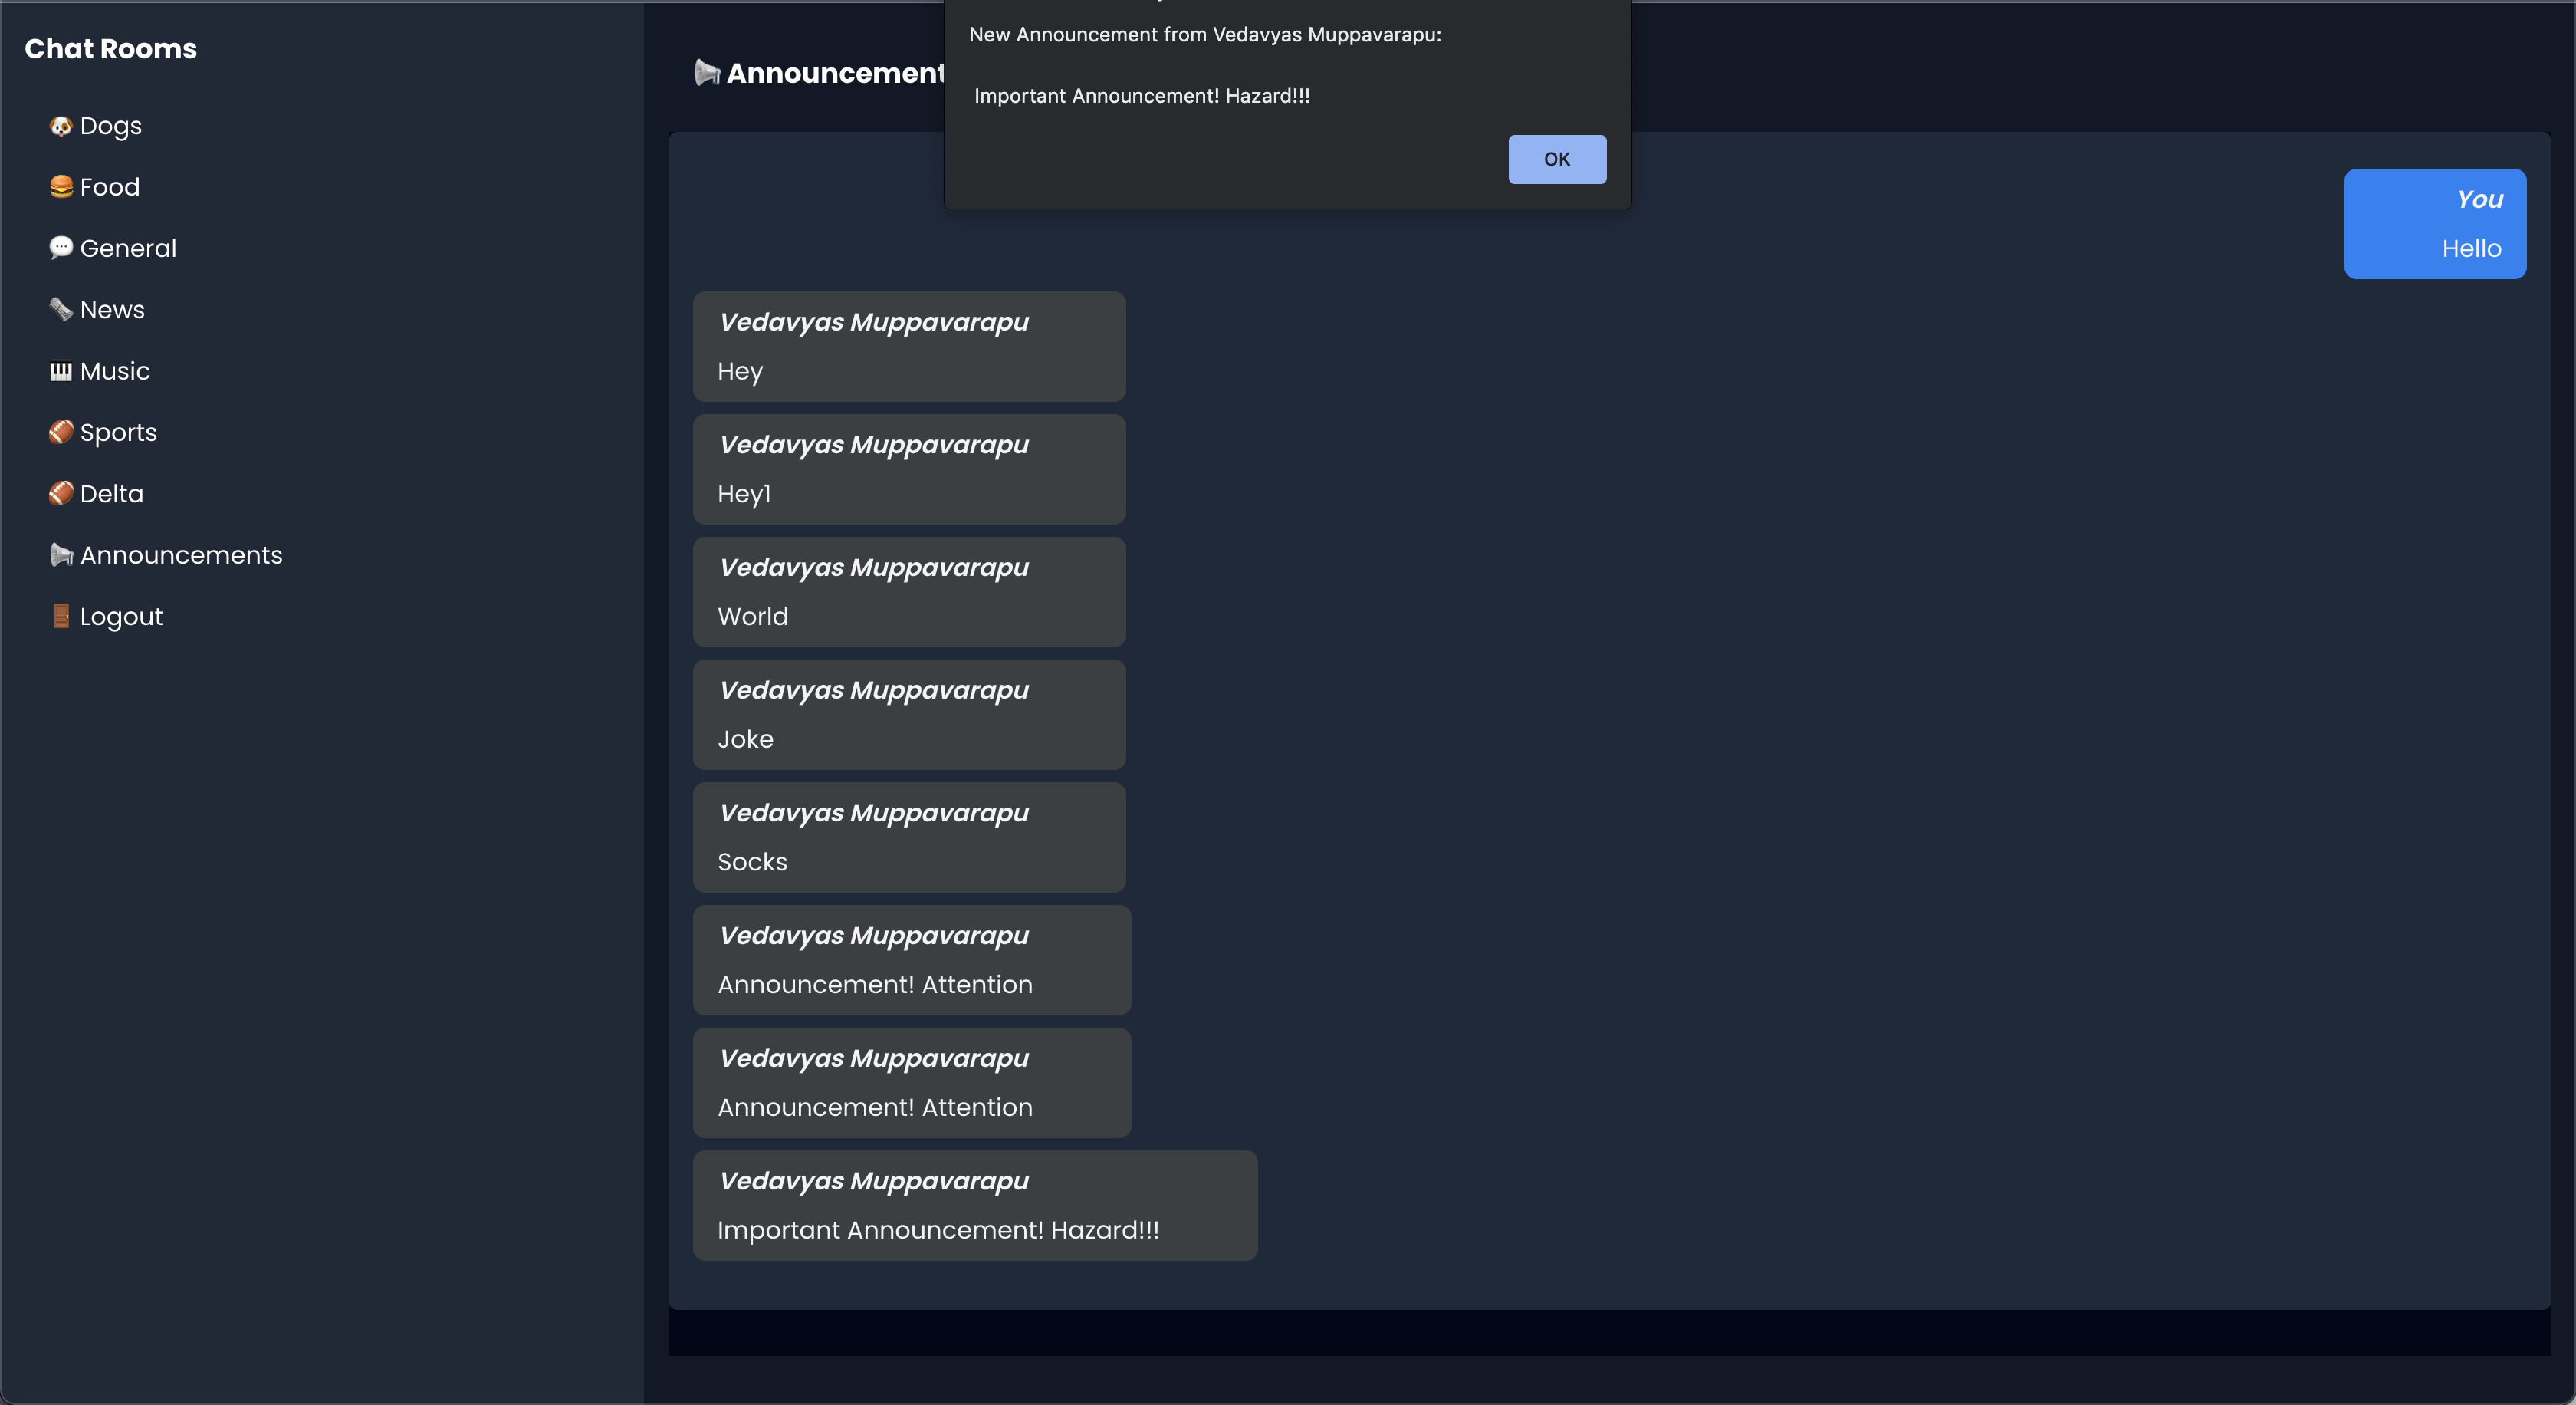 Chat Rooms
🐶 Dogs
🍔 Food
💬 General
🗞️ News
🎹 Music
🏈 Sports
🏈 Delta
📢 Announcements
🚪 Logout
New Announcement from Vedavyas Muppavarapu:
Important Announcement! Hazard!!!
OK
📢 Announcement
You
Hello
Vedavyas Muppavarapu
Hey
Vedavyas Muppavarapu
Hey1
Vedavyas Muppavarapu
World
Vedavyas Muppavarapu
Joke
Vedavyas Muppavarapu
Socks
Vedavyas Muppavarapu
Announcement! Attention
Vedavyas Muppavarapu
Announcement! Attention
Vedavyas Muppavarapu
Important Announcement! Hazard!!!